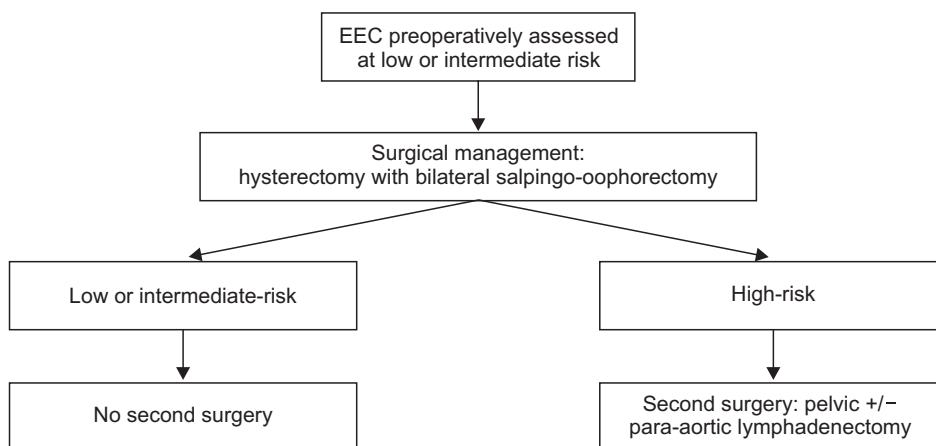 EEC preoperatively assessed
at low or intermediate risk
Surgical management:
hysterectomy with bilateral salpingo-oophorectomy
Low or intermediate-risk
High-risk
No second surgery
Second surgery: pelvic +/−
para-aortic lymphadenectomy